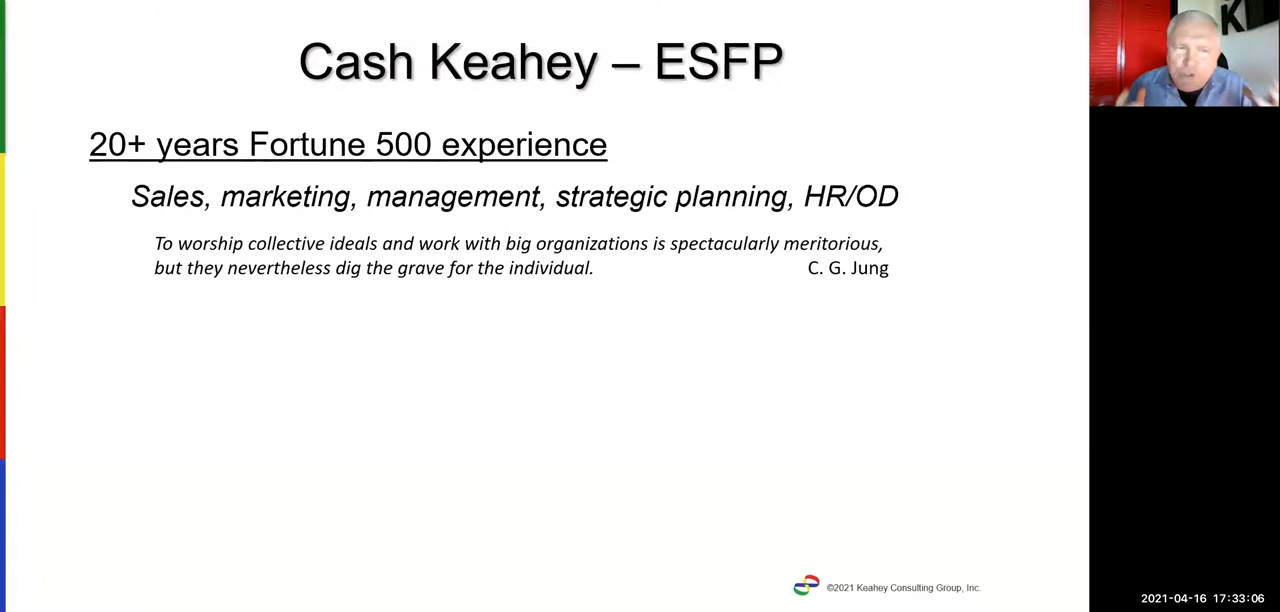 Cash Keahey – ESFP
20+ years Fortune 500 experience
Sales, marketing, management, strategic planning, HR/OD
To worship collective ideals and work with big organizations is spectacularly meritorious,
but they nevertheless dig the grave for the individual. C. G. Jung
©2021 Keahey Consulting Group, Inc.
2021-04-16 17:33:06